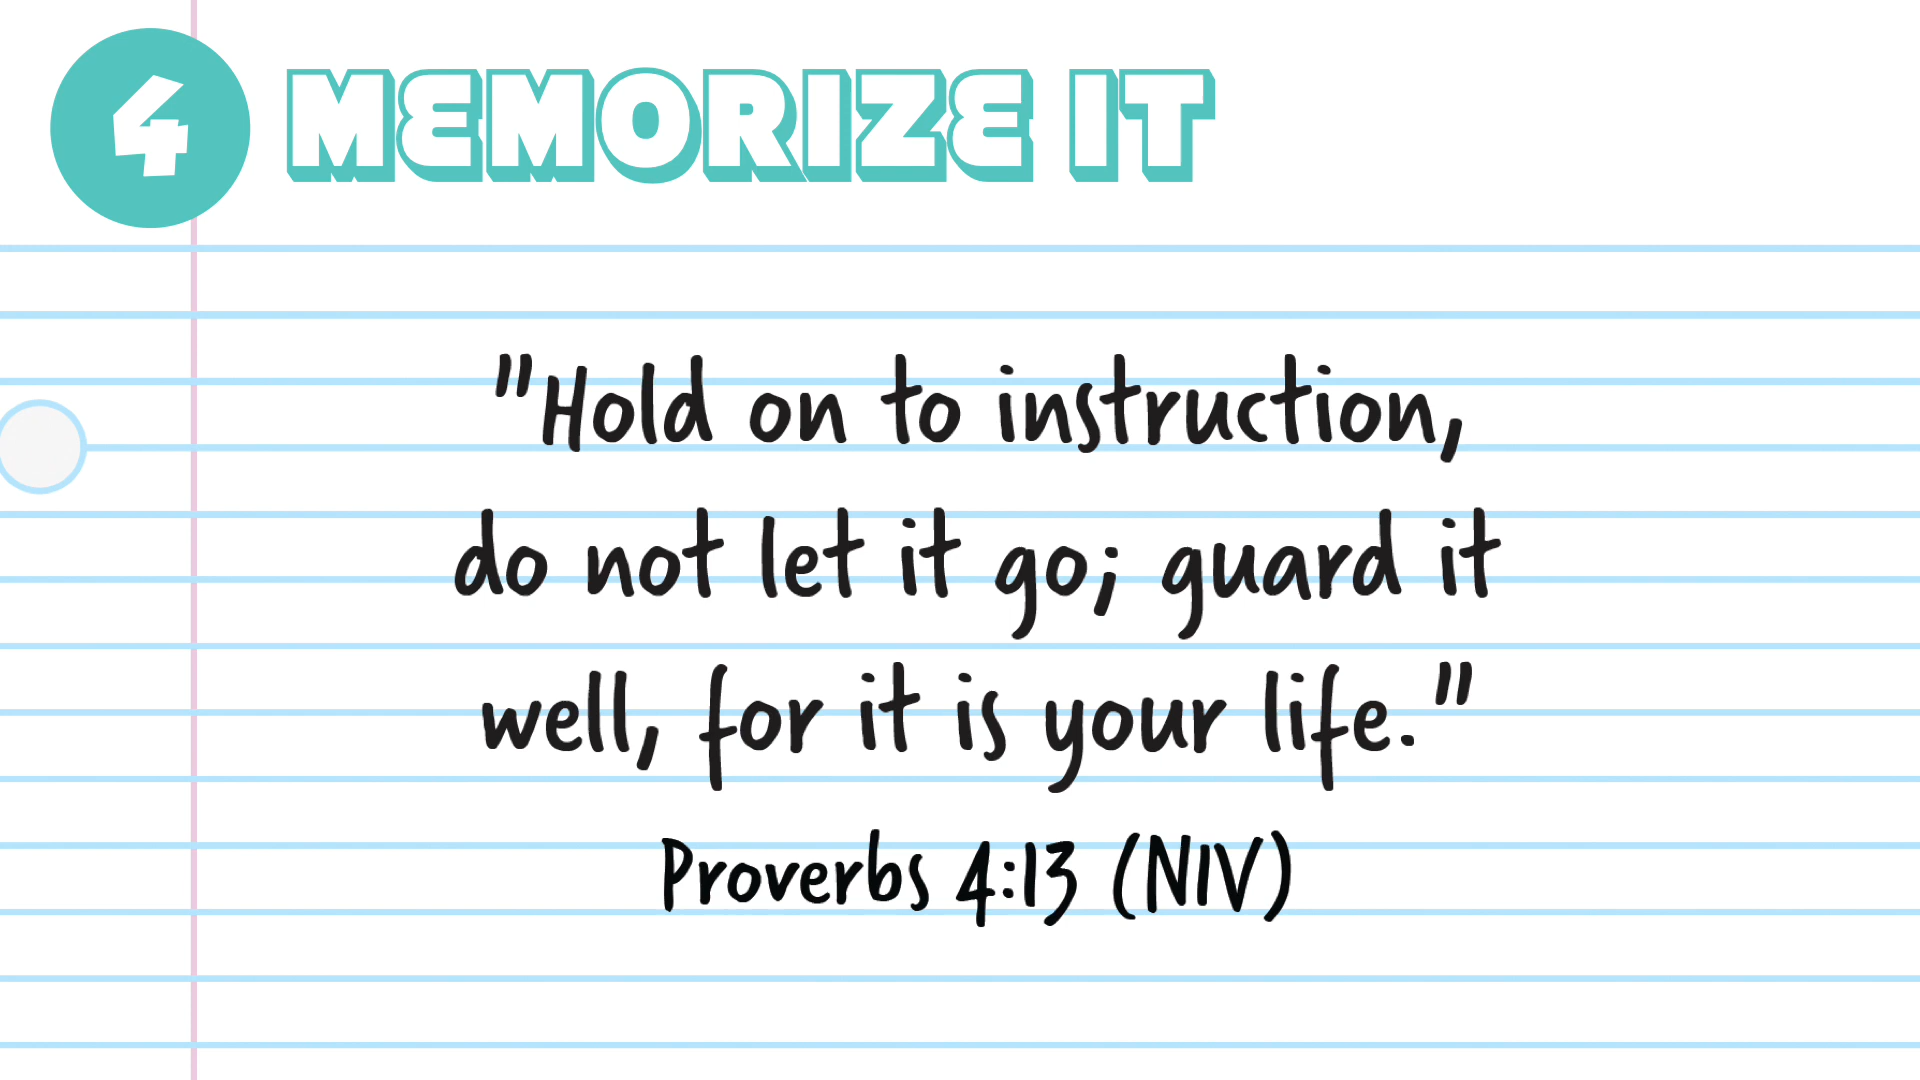 4 MEMORIZE IT
"Hold on to instruction,
do not let it go; guard it
well, for it is your life."
Proverbs 4:13 (NIV)